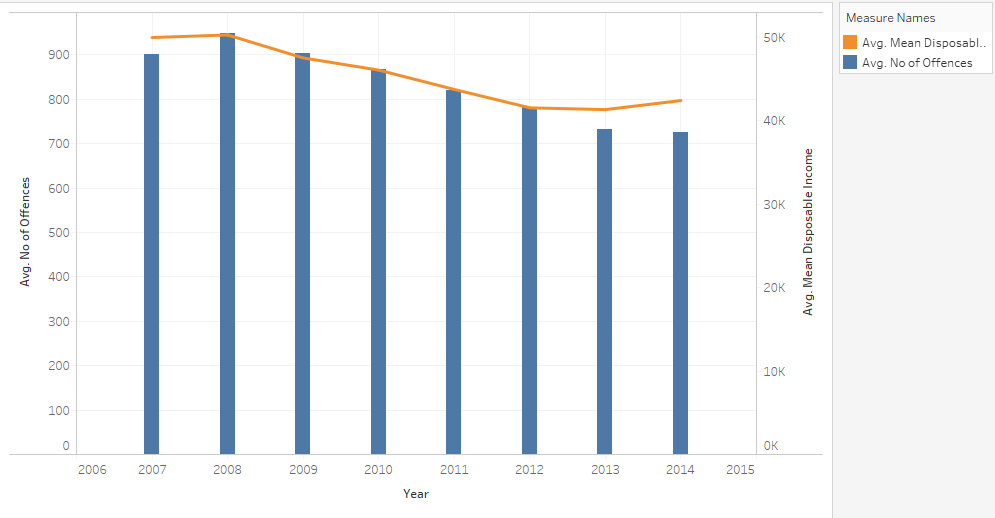 Measure Names
Avg. Mean Disposabl..
Avg. No of Offences
900
800
700
600
500
400
300
200
100
0
Avg. No of Offences
50K
40K
30K
20K
10K
0K
Avg. Mean Disposable Income
2006 2007 2008 2009 2010 2011 2012 2013 2014 2015
Year